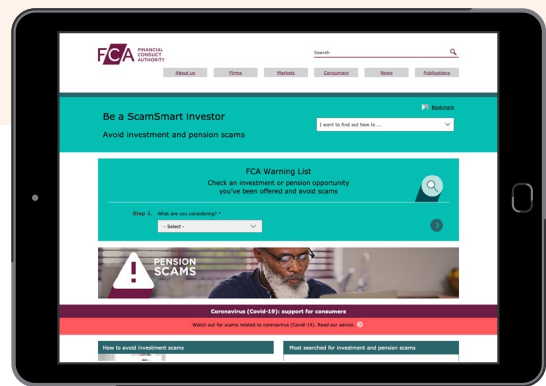 FCA FINANCIAL
CONDUCT
AUTHORITY
Search
About us Firms Markets Consumers News Publications
Bookmark
Be a ScamSmart investor
I want to find out how to ...
Avoid investment and pension scams
FCA Warning List
Check an investment or pension opportunity
you've been offered and avoid scams
Step 1. What are you considering? *
- Select -
PENSION
SCAMS
Coronavirus (Covid-19): support for consumers
Watch out for scams related to coronavirus (Covid-19). Read our advice.
How to avoid investment scams
Most searched for investment and pension scams